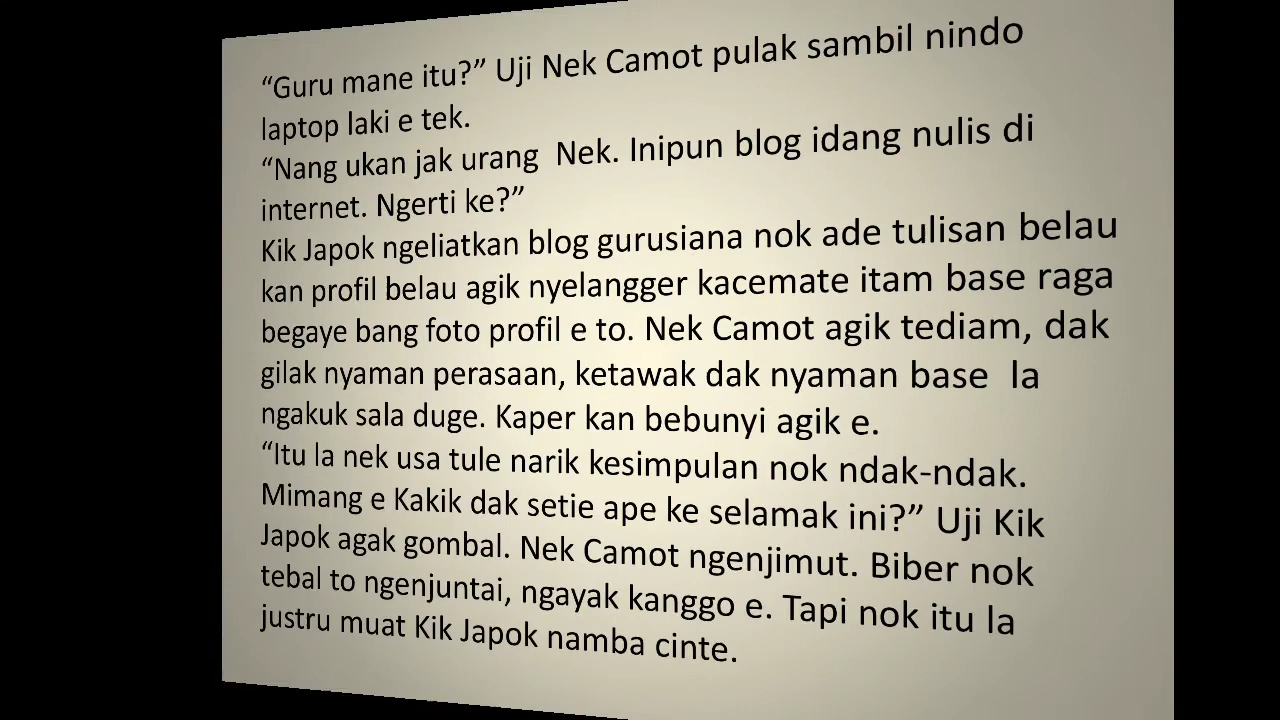 “Guru mane itu?” Uji Nek Camot pulak sambil nindo
laptop laki e tek.
“Nang ukan jak urang  Nek. Inipun blog idang nulis di
internet. Ngerti ke?”
Kik Japok ngeliatkan blog gurusiana nok ade tulisan belau
kan profil belau agik nyelangger kacemate itam base raga
begaye bang foto profil e to. Nek Camot agik tediam, dak
gilak nyaman perasaan, ketawak dak nyaman base  la
ngakuk sala duge. Kaper kan bebunyi agik e.
“Itu la nek usa tule narik kesimpulan nok ndak-ndak.
Mimang e Kakik dak setie ape ke selamak ini?” Uji Kik
Japok agak gombal. Nek Camot ngenjimut. Biber nok
tebal to ngenjuntai, ngayak kanggo e. Tapi nok itu la
justru muat Kik Japok namba cinte.